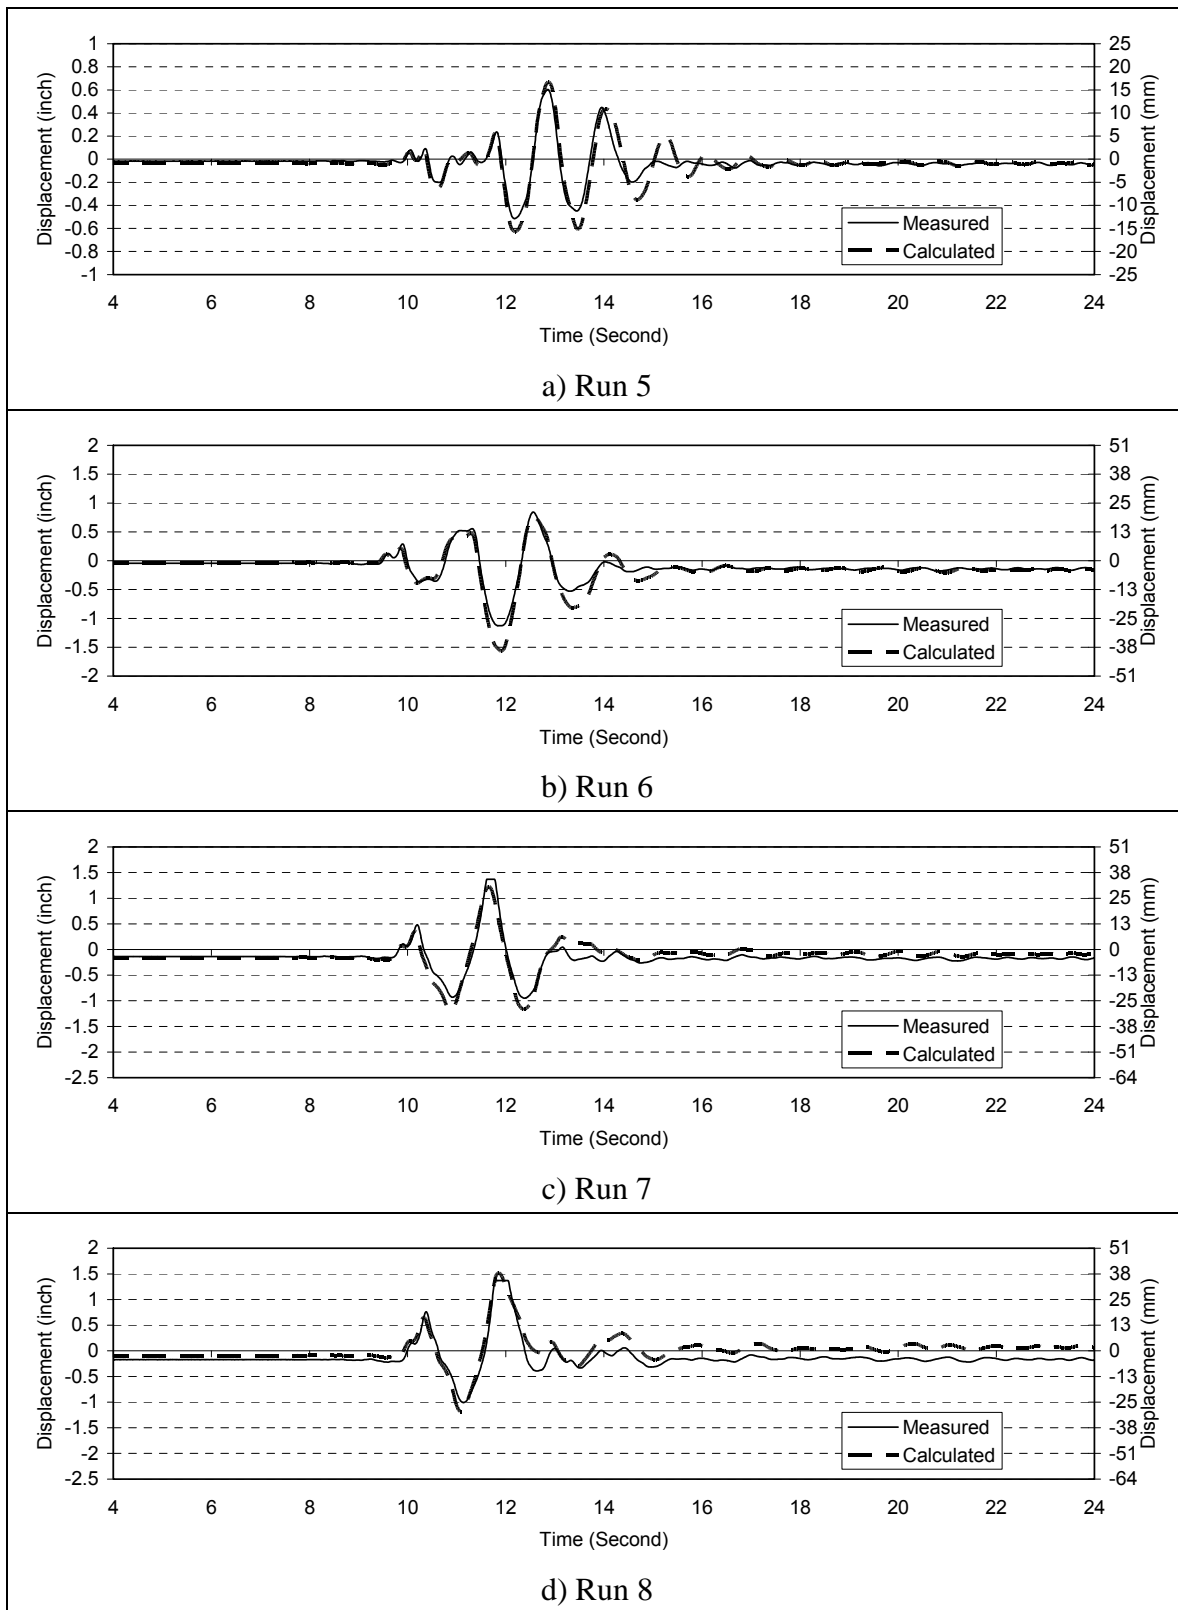 Displacement (inch)
1
0.8
0.6
0.4
0.2
0
-0.2
-0.4
-0.6
-0.8
-1
25
20
15
10
5
0
-5
-10
-15
-20
-25
Displacement (mm)
Measured
Calculated
4 6 8 10 12 14 16 18 20 22 24
Time (Second)
a) Run 5
Displacement (inch)
2
1.5
1
0.5
0
-0.5
-1
-1.5
-2
51
38
25
13
0
-13
-25
-38
-51
Displacement (mm)
Measured
Calculated
4 6 8 10 12 14 16 18 20 22 24
Time (Second)
b) Run 6
Displacement (inch)
2
1.5
1
0.5
0
-0.5
-1
-1.5
-2
-2.5
51
38
25
13
0
-13
-25
-38
-51
-64
Displacement (mm)
Measured
Calculated
4 6 8 10 12 14 16 18 20 22 24
Time (Second)
c) Run 7
Displacement (inch)
2
1.5
1
0.5
0
-0.5
-1
-1.5
-2
-2.5
51
38
25
13
0
-13
-25
-38
-51
-64
Displacement (mm)
Measured
Calculated
4 6 8 10 12 14 16 18 20 22 24
Time (Second)
d) Run 8